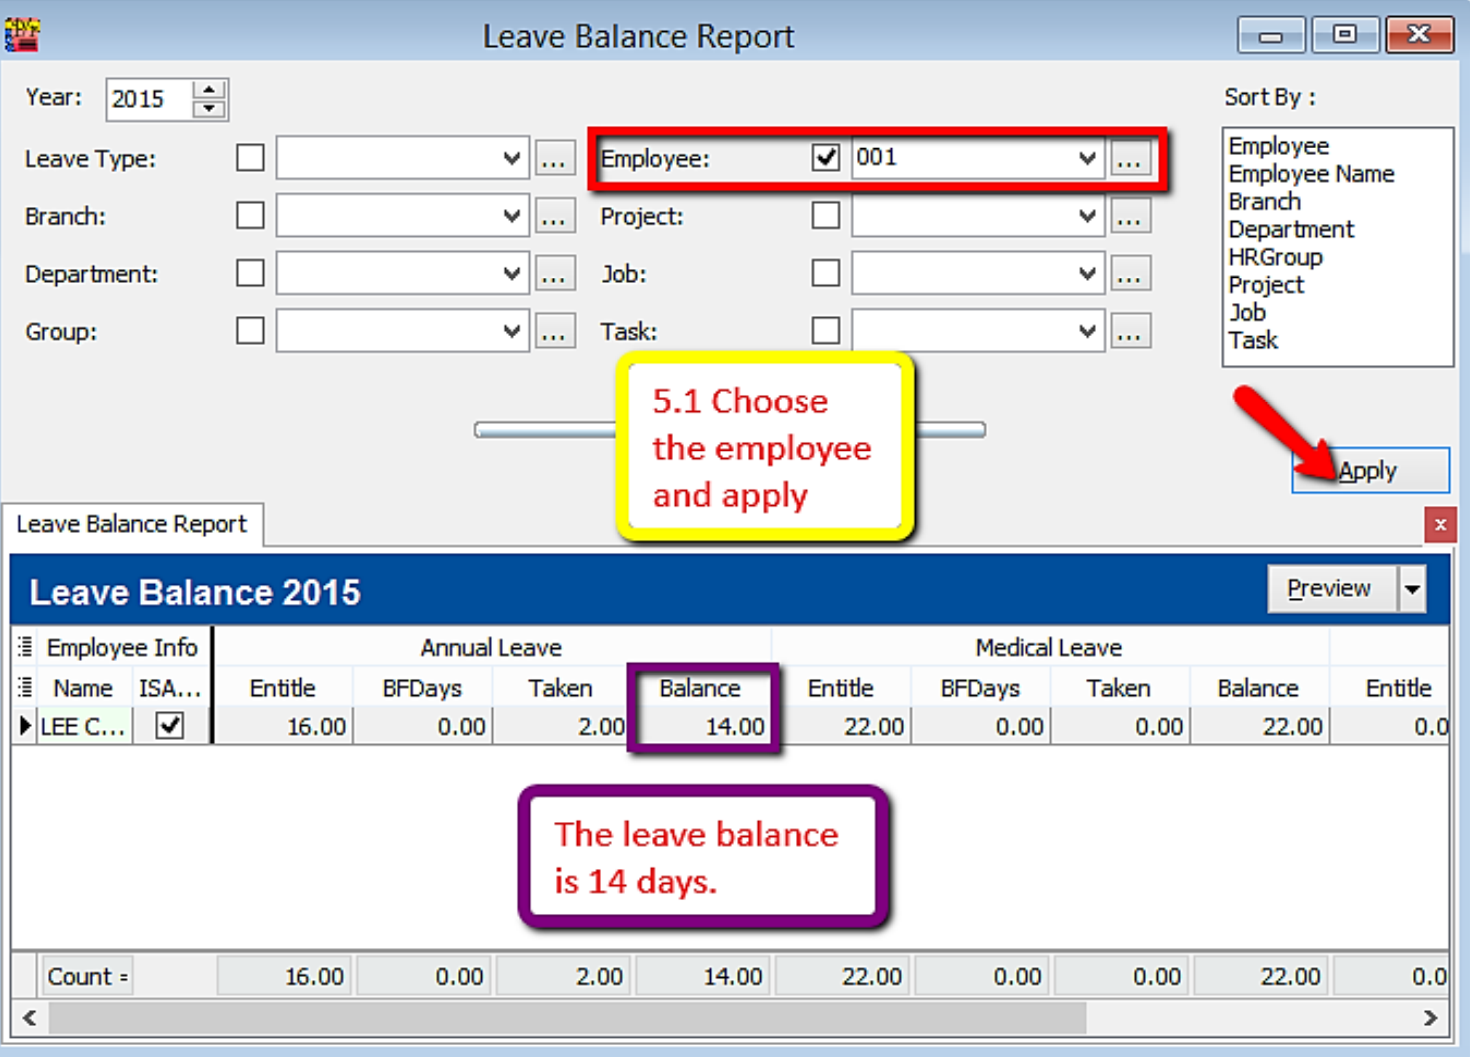 Leave Balance Report
Year: 2015
Sort By :
Leave Type: ...
Employee: 001 ...
Branch: ...
Project: ...
Department: ...
Job: ...
Group: ...
Task: ...
Employee
Employee Name
Branch
Department
HRGroup
Project
Job
Task
5.1 Choose
the employee
and apply
Apply
Leave Balance Report
x
Leave Balance 2015
Preview
Employee Info Annual Leave Medical Leave
Name ISA... Entitle BFDays Taken Balance Entitle BFDays Taken Balance Entitle
LEE C... 16.00 0.00 2.00 14.00 22.00 0.00 0.00 22.00 0.0
The leave balance
is 14 days.
Count = 16.00 0.00 2.00 14.00 22.00 0.00 0.00 22.00 0.0